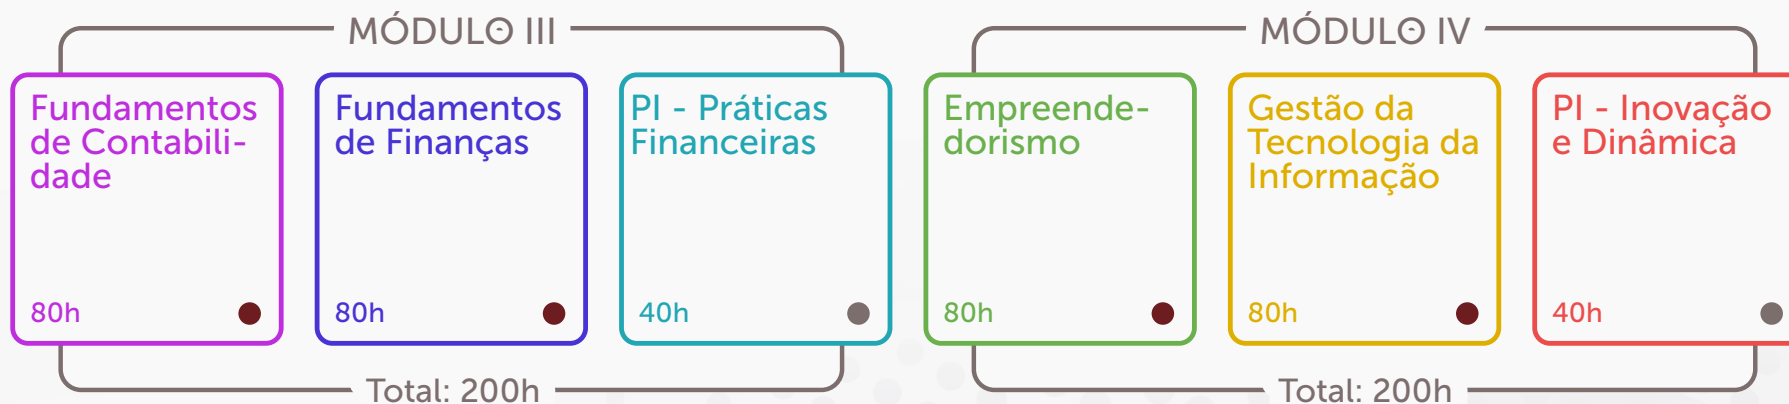 MÓDULO III
Fundamentos
de Contabili-
dade
80h
Fundamentos
de Finanças
80h
PI - Práticas
Financeiras
40h
Total: 200h
MÓDULO IV
Empreende-
dorismo
80h
Gestão da
Tecnologia da
Informação
80h
PI - Inovação
e Dinâmica
40h
Total: 200h